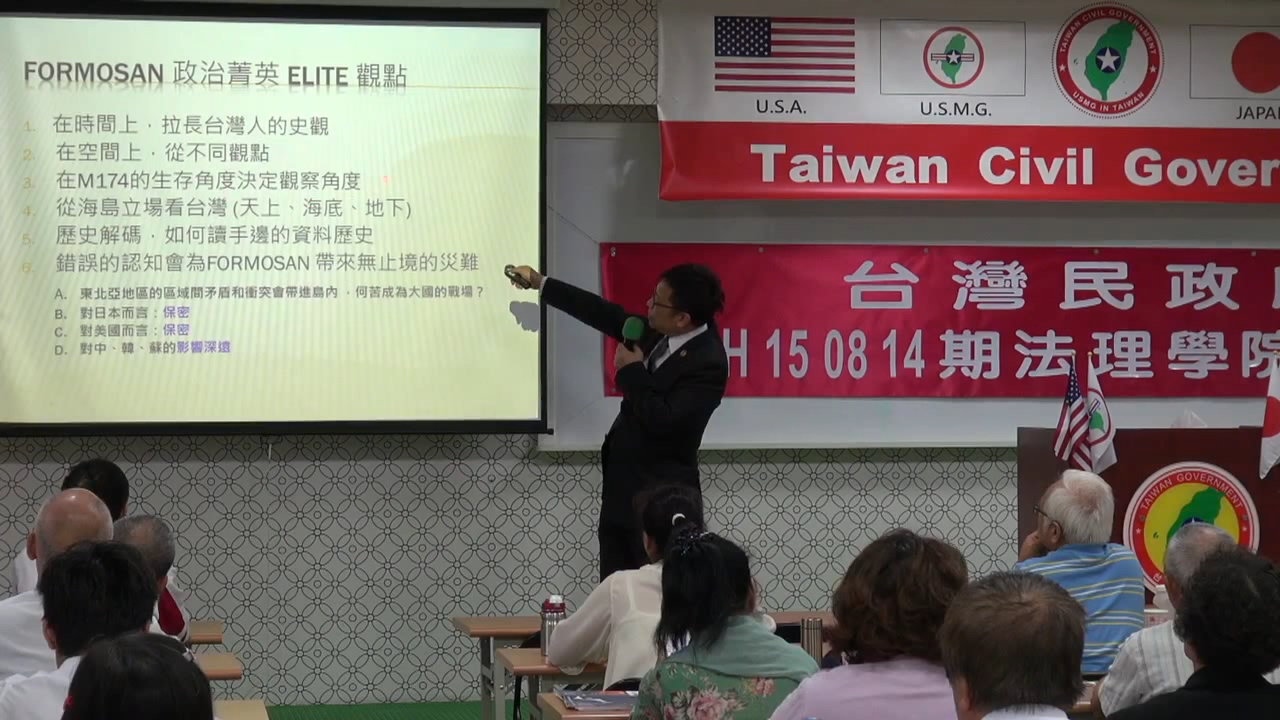 FORMOSAN 政治菁英 ELITE 觀點
1. 在時間上，拉長台灣人的史觀
2. 在空間上，從不同觀點
3. 在M174的生存角度決定觀察角度
4. 從海島立場看台灣 (天上、海底、地下)
5. 歷史解碼，如何讀手邊的資料歷史
6. 錯誤的認知會為FORMOSAN 帶來無止境的災難
A. 東北亞地區的區域間矛盾和衝突會帶進島內，何苦成為大國的戰場？
B. 對日本而言：保密
C. 對美國而言：保密
D. 對中、韓、蘇的影響深遠
U.S.A.
U.S.M.G.
TAIWAN CIVIL GOVERNMENT
USMG IN TAIWAN
JAPA
Taiwan Civil Gover
台灣民政
H 15 08 14 期法理學院
TAIWAN GOVERNMENT